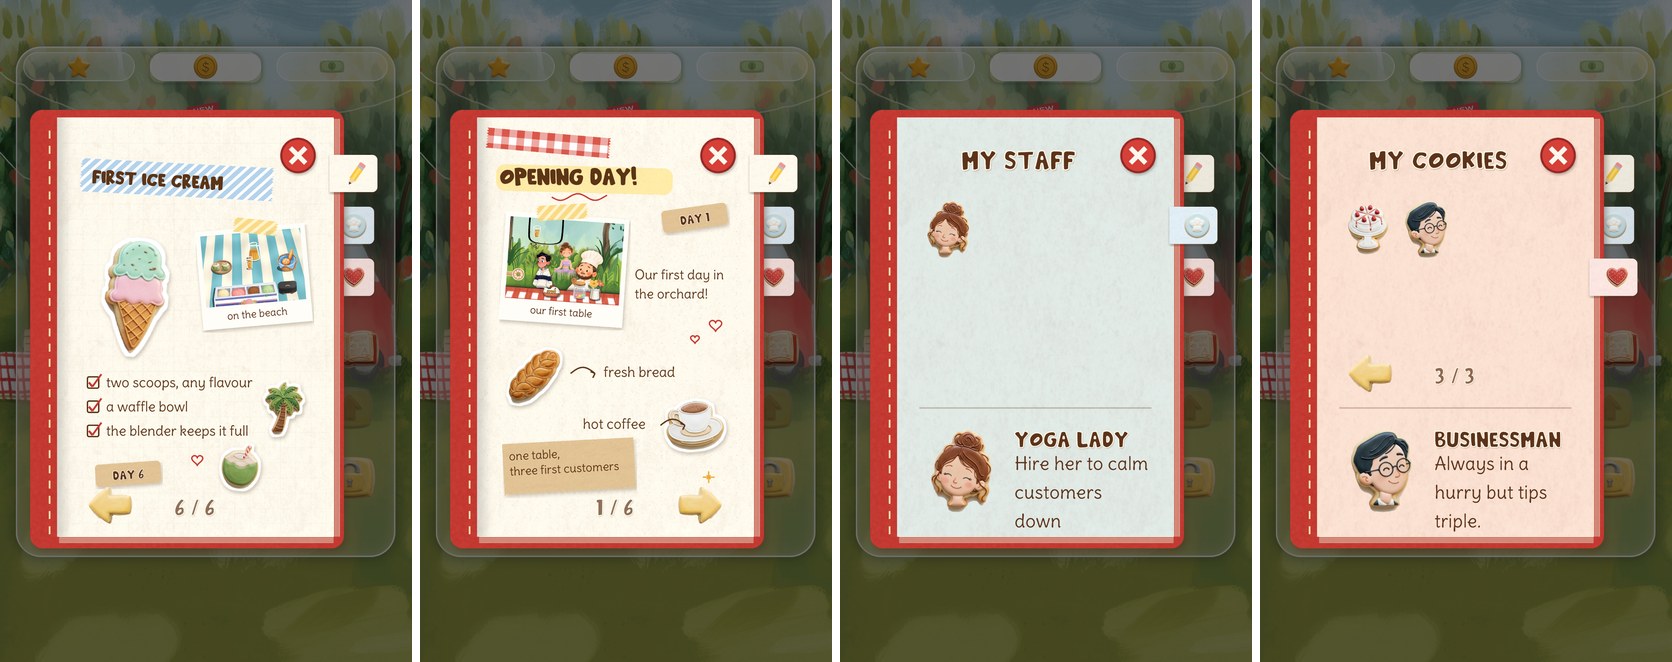 NEW
FIRST ICE CREAM
on the beach
two scoops, any flavour
a waffle bowl
the blender keeps it full
DAY 6
6 / 6
OPENING DAY!
DAY 1
our first table
Our first day in
the orchard!
fresh bread
hot coffee
one table,
three first customers
1 / 6
NEW
MY STAFF
YOGA LADY
Hire her to calm
customers
down
NEW
MY COOKIES
3 / 3
BUSINESSMAN
Always in a
hurry but tips
triple.